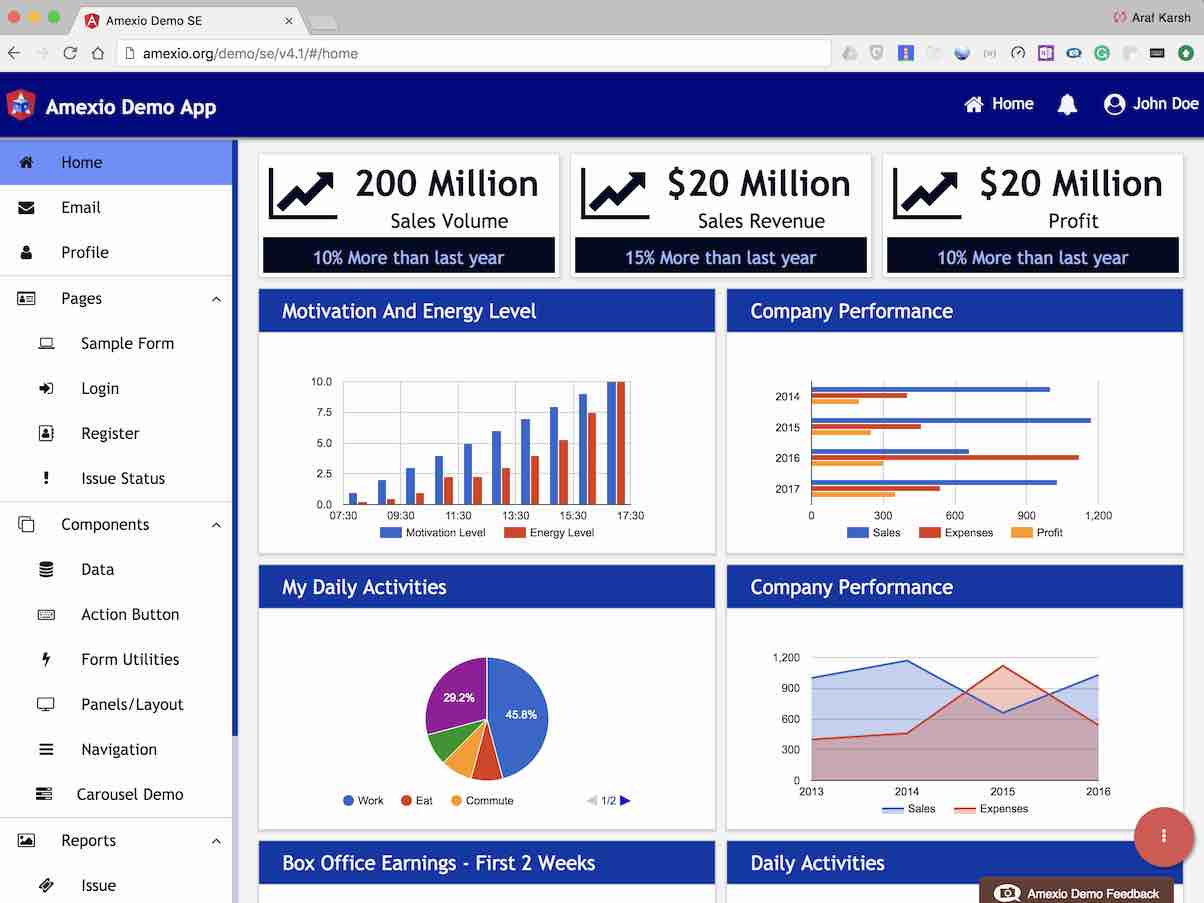 Amexio Demo SE
Araf Karsh
amexio.org/demo/se/v4.1/#/home
Amexio Demo App
Home
John Doe
Home
Email
Profile
Pages
Sample Form
Login
Register
Issue Status
Components
Data
Action Button
Form Utilities
Panels/Layout
Navigation
Carousel Demo
Reports
Issue
200 Million
Sales Volume
10% More than last year
$20 Million
Sales Revenue
15% More than last year
$20 Million
Profit
10% More than last year
Motivation And Energy Level
10.0
7.5
5.0
2.5
0.0
07:30 09:30 11:30 13:30 15:30 17:30
Motivation Level Energy Level
Company Performance
2014
2015
2016
2017
0 300 600 900 1,200
Sales Expenses Profit
My Daily Activities
29.2%
45.8%
Work Eat Commute 1/2
Company Performance
1,200
900
600
300
0
2013 2014 2015 2016
Sales Expenses
Box Office Earnings - First 2 Weeks
Daily Activities
Amexio Demo Feedback